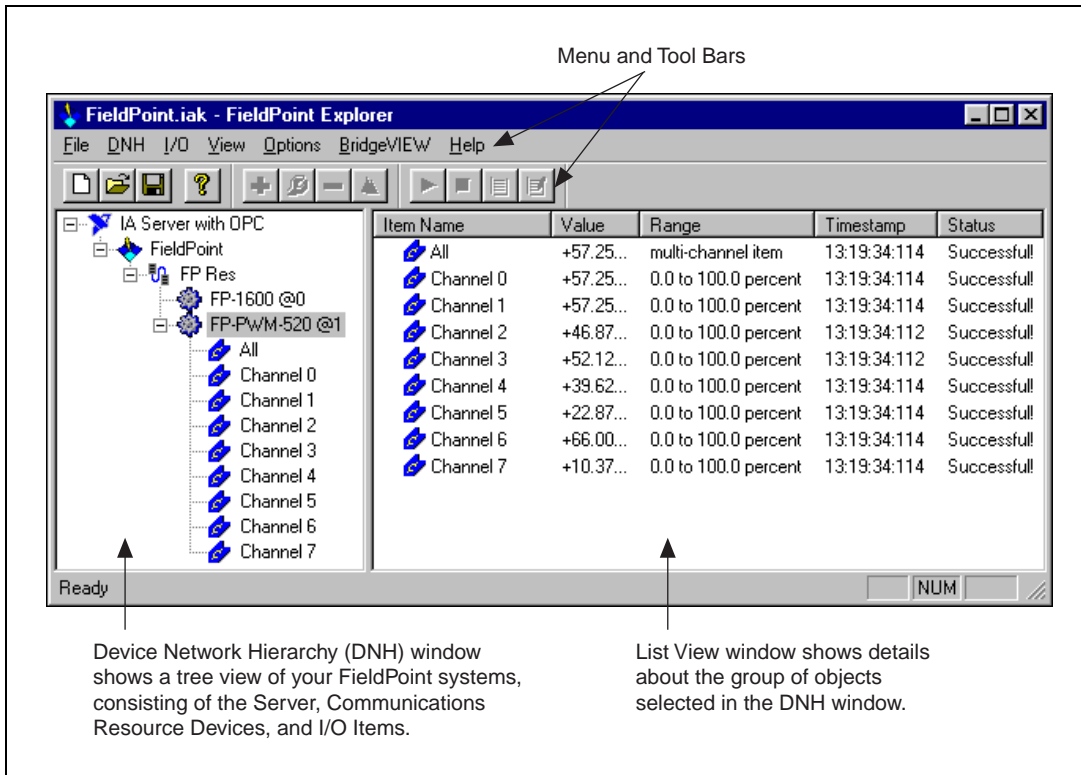 Menu and Tool Bars
FieldPoint.iak - FieldPoint Explorer
File DNH I/O View Options BridgeVIEW Help
IA Server with OPC
FieldPoint
FP Res
FP-1600 @0
FP-PWM-520 @1
All
Channel 0
Channel 1
Channel 2
Channel 3
Channel 4
Channel 5
Channel 6
Channel 7
Item Name Value Range Timestamp Status
All +57.25... multi-channel item 13:19:34:114 Successful!
Channel 0 +57.25... 0.0 to 100.0 percent 13:19:34:114 Successful!
Channel 1 +57.25... 0.0 to 100.0 percent 13:19:34:114 Successful!
Channel 2 +46.87... 0.0 to 100.0 percent 13:19:34:112 Successful!
Channel 3 +52.12... 0.0 to 100.0 percent 13:19:34:112 Successful!
Channel 4 +39.62... 0.0 to 100.0 percent 13:19:34:114 Successful!
Channel 5 +22.87... 0.0 to 100.0 percent 13:19:34:114 Successful!
Channel 6 +66.00... 0.0 to 100.0 percent 13:19:34:114 Successful!
Channel 7 +10.37... 0.0 to 100.0 percent 13:19:34:114 Successful!
Ready NUM
Device Network Hierarchy (DNH) window
shows a tree view of your FieldPoint systems,
consisting of the Server, Communications
Resource Devices, and I/O Items.
List View window shows details
about the group of objects
selected in the DNH window.